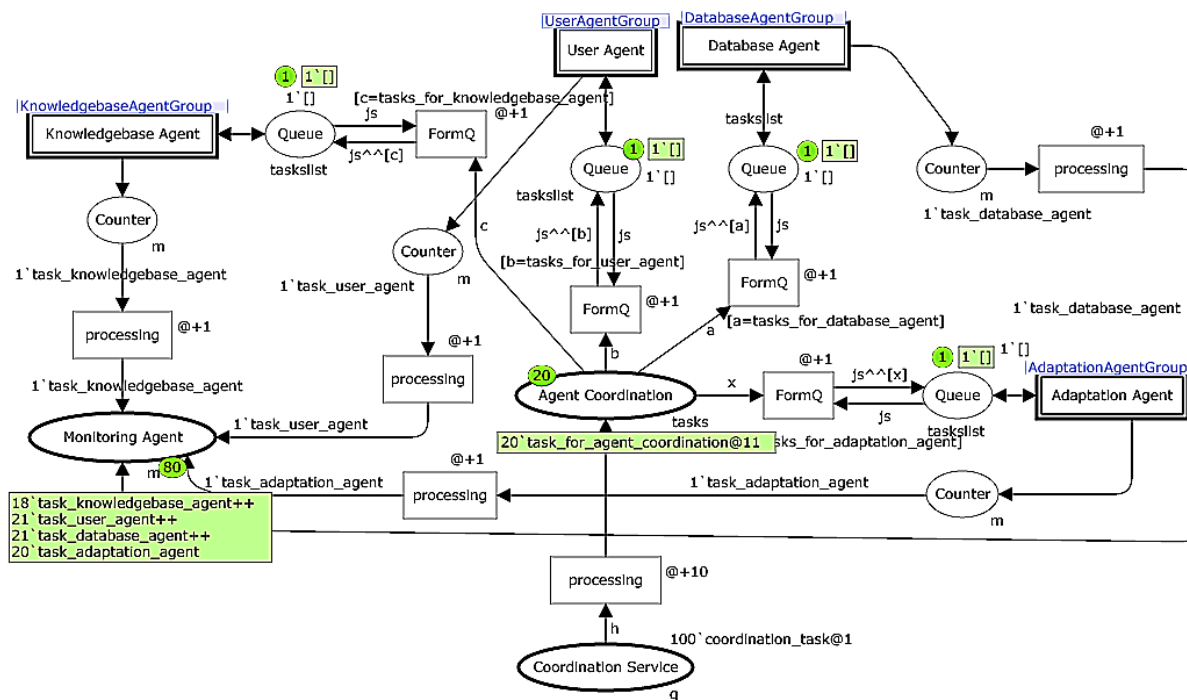 UserAgentGroup
DatabaseAgentGroup
User Agent
Database Agent
1 1`[]
1`[]
[c=tasks_for_knowledgebase_agent]
KnowledgebaseAgentGroup
Knowledgebase Agent
Queue
js
FormQ
@+1
js^^[c]
taskslist
taskslist
@+1
1 1`[]
Queue
1`[]
taskslist
1 1`[]
Queue
1`[]
Counter
m
processing
1`task_database_agent
Counter
m
c
Counter
m
js^^[b]
js
js^^[a]
js
[b=tasks_for_user_agent]
1`task_knowledgebase_agent
1`task_user_agent
FormQ
@+1
FormQ
@+1
processing
@+1
a
[a=tasks_for_database_agent]
1`task_database_agent
@+1
b
@+1
1 1`[]
1`[]
1`task_knowledgebase_agent
processing
20
Agent Coordination
x
FormQ
js^^[x]
js
Queue
AdaptationAgentGroup
Adaptation Agent
Monitoring Agent
1`task_user_agent
tasks
taskslist
20`task_for_agent_coordination@11
asks_for_adaptation_agent]
m
80
@+1
1`task_adaptation_agent
processing
1`task_adaptation_agent
Counter
m
18`task_knowledgebase_agent++
21`task_user_agent++
21`task_database_agent++
20`task_adaptation_agent
processing
@+10
h
100`coordination_task@1
Coordination Service